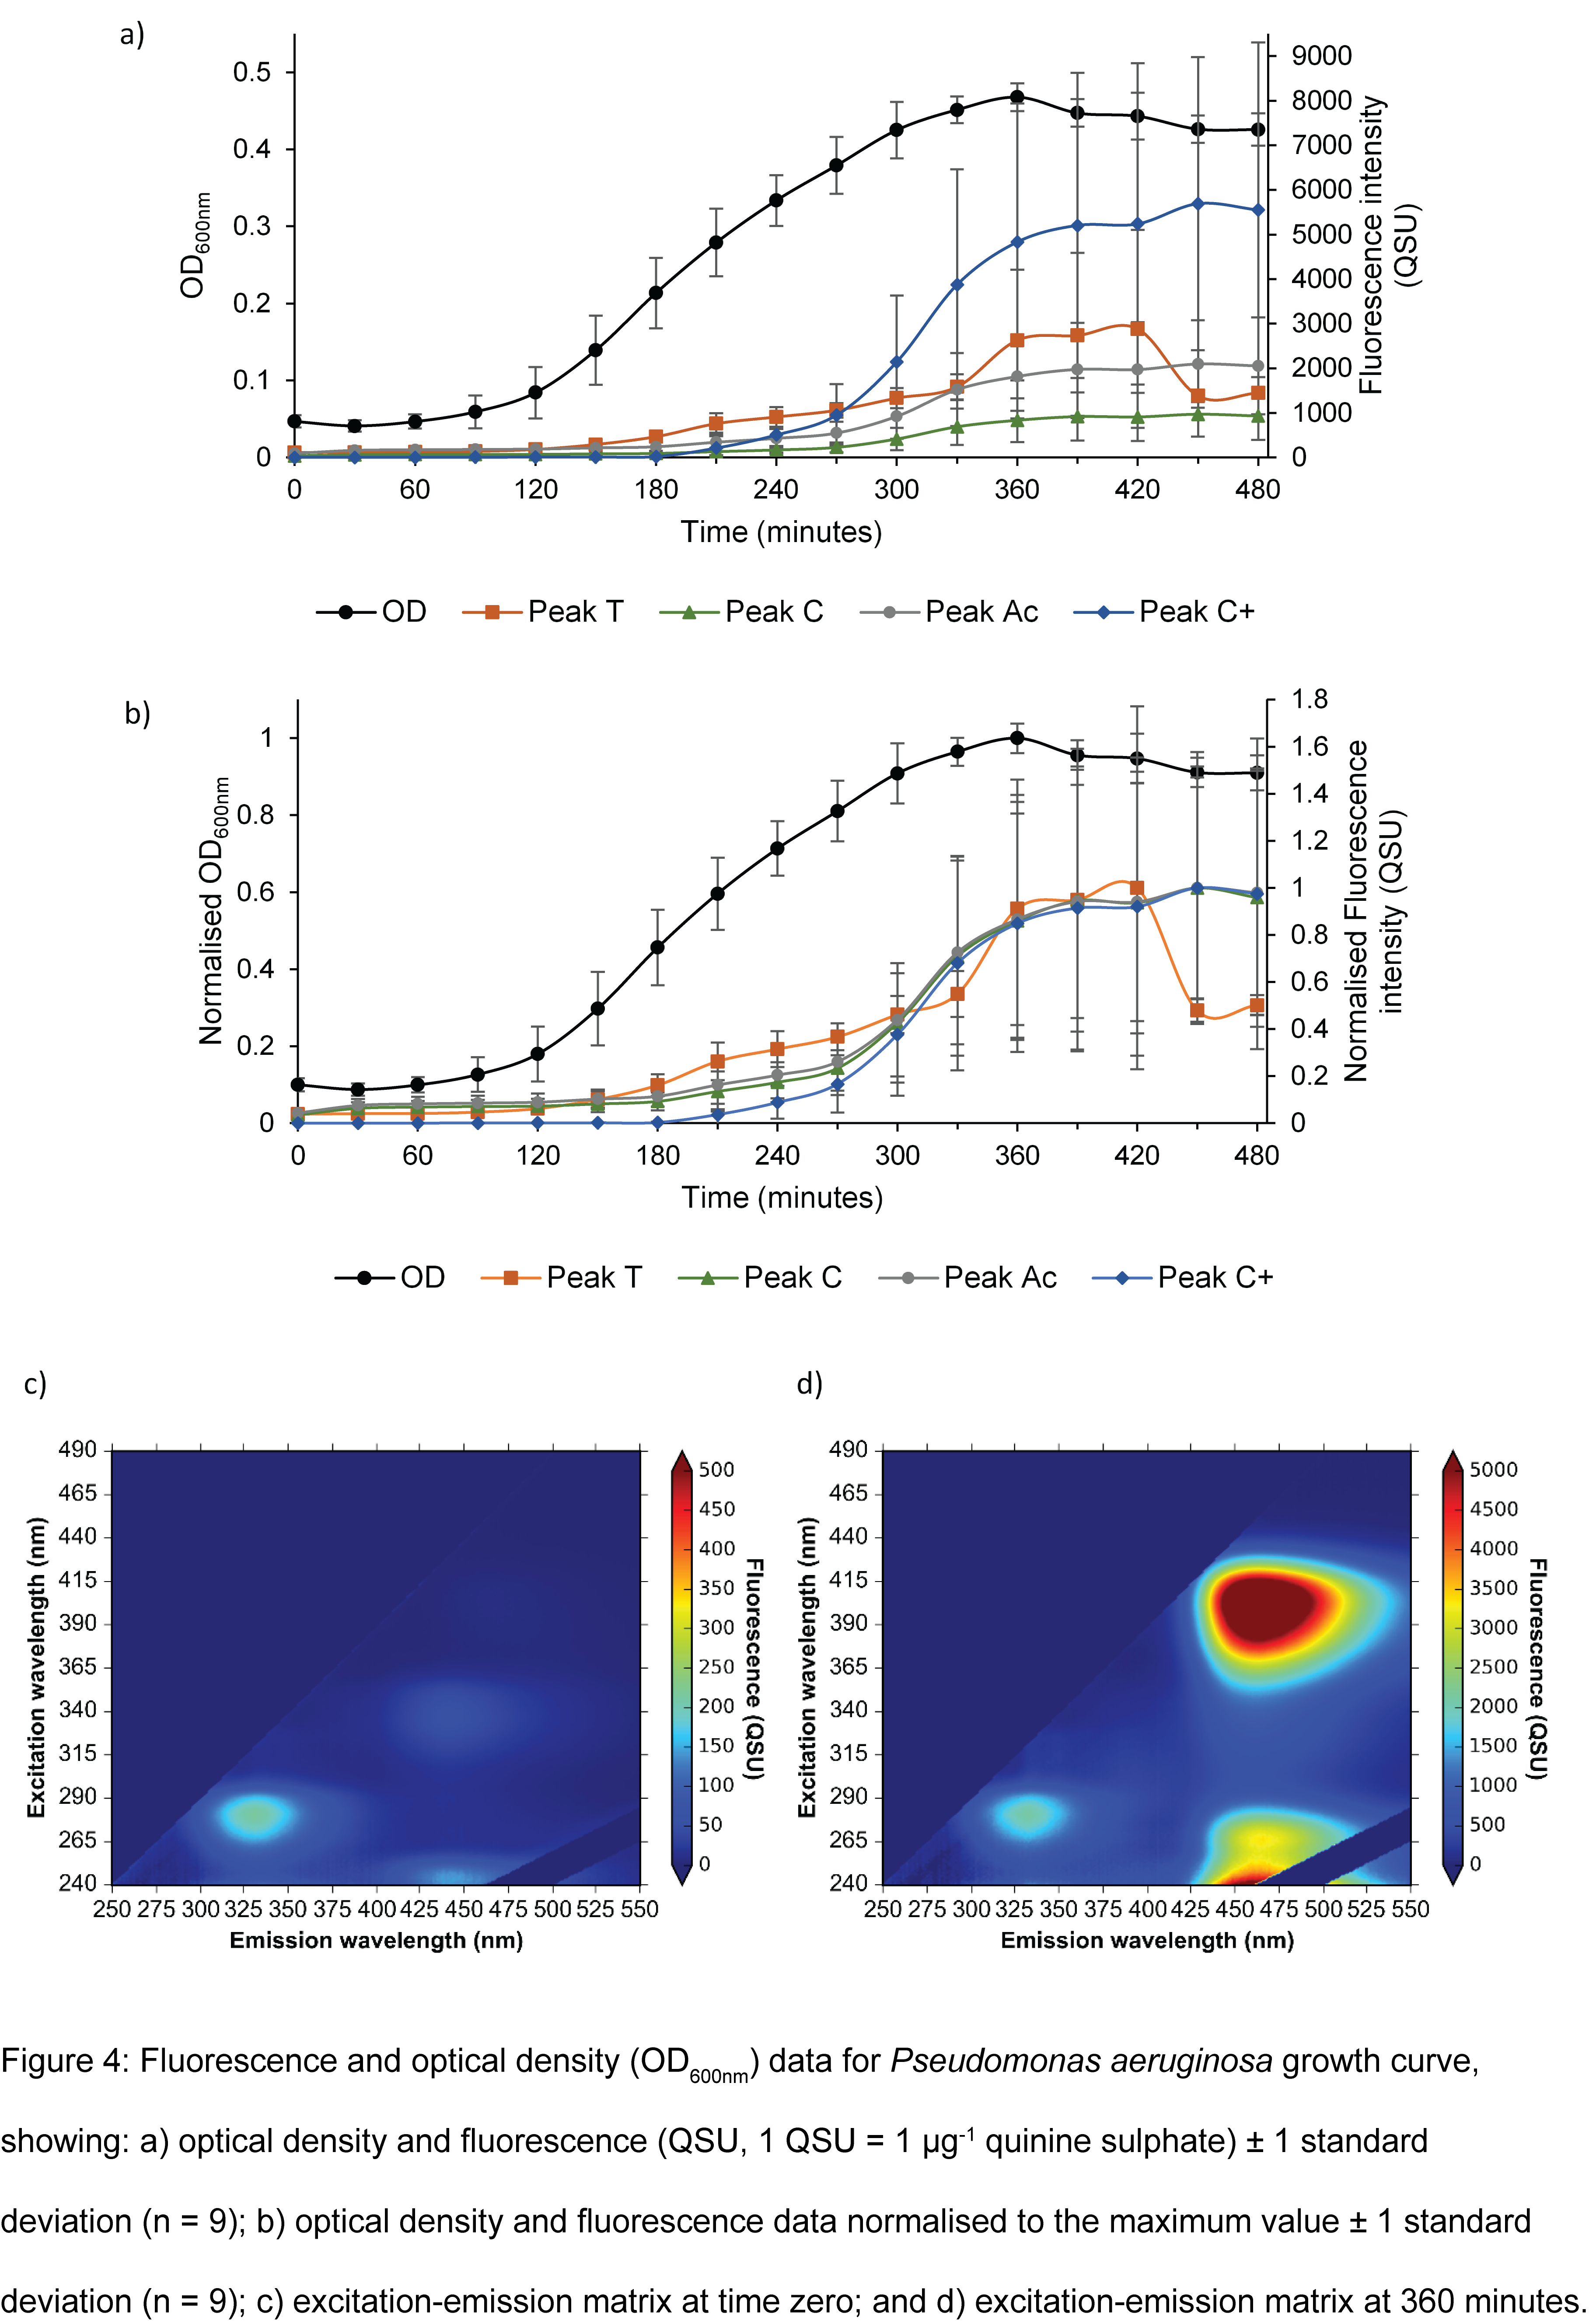 a)
0.5
0.4
0.3
0.2
0.1
0
OD600nm
9000
8000
7000
6000
5000
4000
3000
2000
1000
0
Fluorescence intensity
(QSU)
0 60 120 180 240 300 360 420 480
Time (minutes)
OD Peak T Peak C Peak Ac Peak C+
b)
1
0.8
0.6
0.4
0.2
0
Normalised OD600nm
1.8
1.6
1.4
1.2
1
0.8
0.6
0.4
0.2
0
Normalised Fluorescence
intensity (QSU)
0 60 120 180 240 300 360 420 480
Time (minutes)
OD Peak T Peak C Peak Ac Peak C+
c)
490
465
440
415
390
365
340
315
290
265
240
Excitation wavelength (nm)
250 275 300 325 350 375 400 425 450 475 500 525 550
Emission wavelength (nm)
500
450
400
350
300
250
200
150
100
50
0
Fluorescence (QSU)
d)
490
465
440
415
390
365
340
315
290
265
240
Excitation wavelength (nm)
250 275 300 325 350 375 400 425 450 475 500 525 550
Emission wavelength (nm)
5000
4500
4000
3500
3000
2500
2000
1500
1000
500
0
Fluorescence (QSU)
Figure 4: Fluorescence and optical density (OD600nm) data for Pseudomonas aeruginosa growth curve,
showing: a) optical density and fluorescence (QSU, 1 QSU = 1 µg-1 quinine sulphate) ± 1 standard
deviation (n = 9); b) optical density and fluorescence data normalised to the maximum value ± 1 standard
deviation (n = 9); c) excitation-emission matrix at time zero; and d) excitation-emission matrix at 360 minutes.